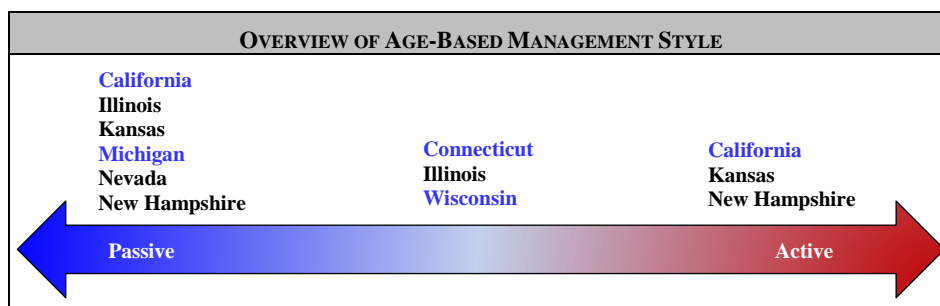 OVERVIEW OF AGE-BASED MANAGEMENT STYLE
California
Illinois
Kansas
Michigan
Nevada
New Hampshire
Connecticut
Illinois
Wisconsin
California
Kansas
New Hampshire
Passive
Active